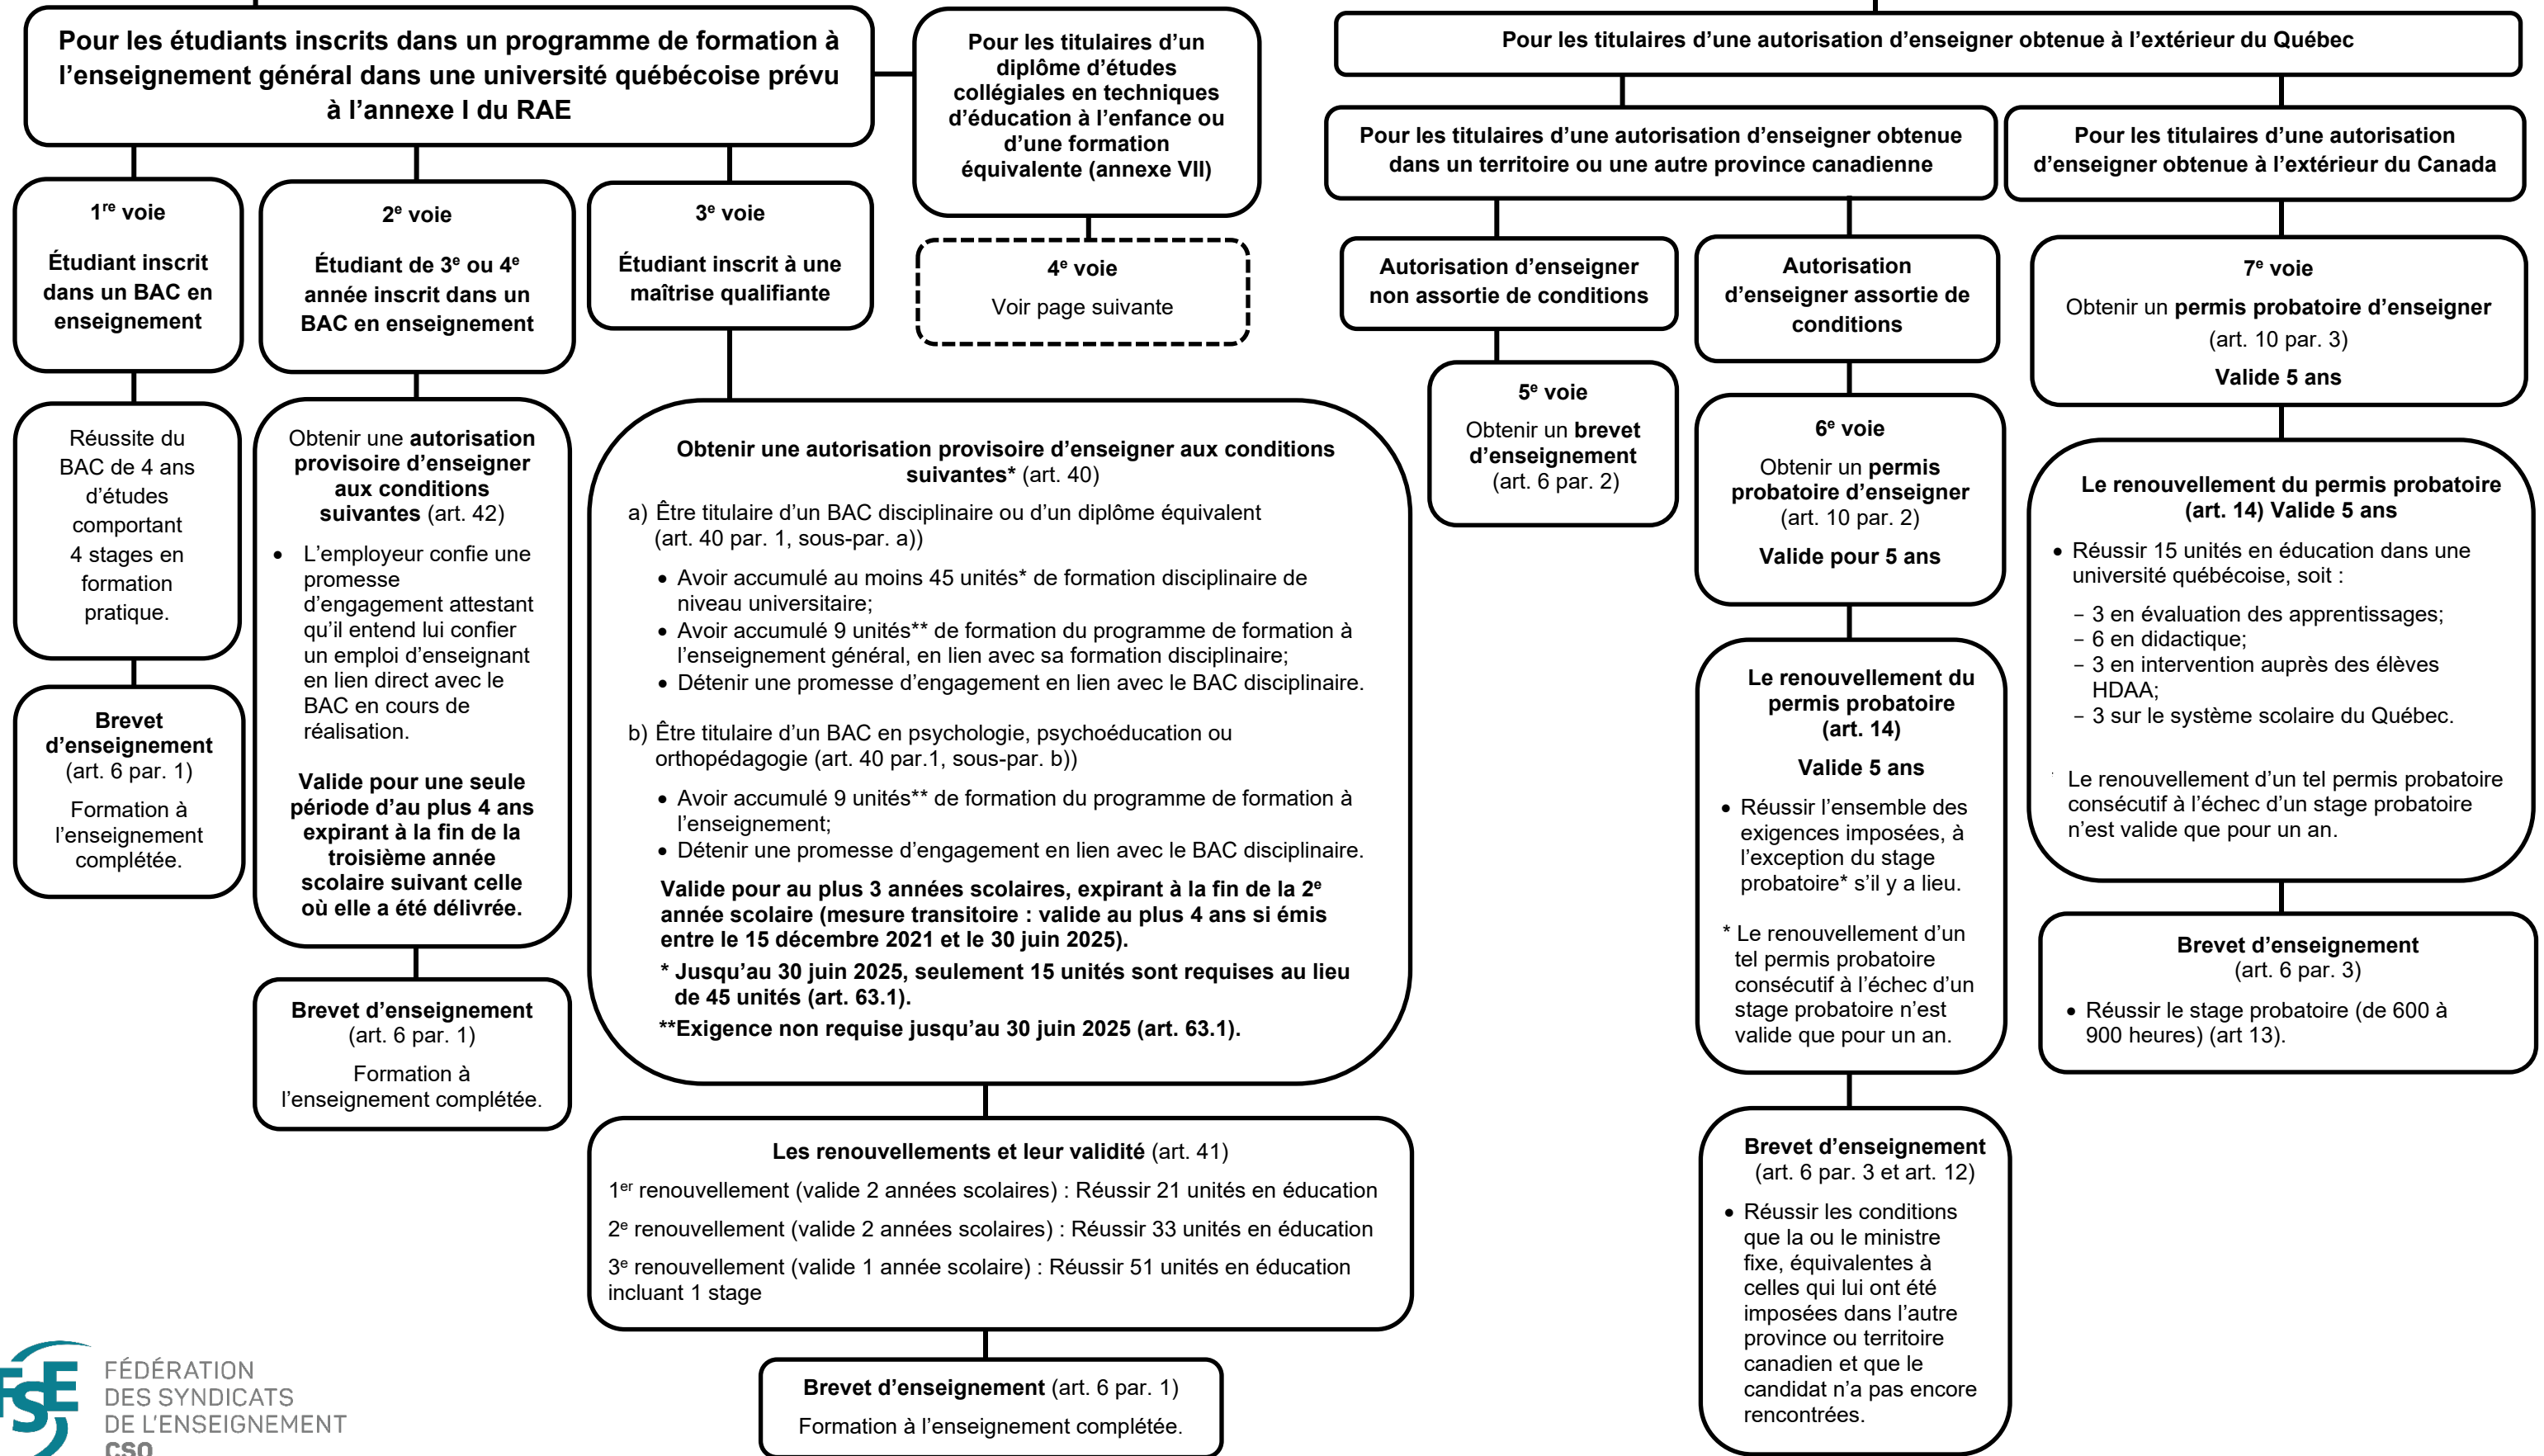 Pour les étudiants inscrits dans un programme de formation à
l’enseignement général dans une université québécoise prévu
à l’annexe I du RAE
Pour les titulaires d’un
diplôme d’études
collégiales en techniques
d’éducation à l’enfance ou
d’une formation
équivalente (annexe VII)
Pour les titulaires d’une autorisation d’enseigner obtenue à l’extérieur du Québec
Pour les titulaires d’une autorisation d’enseigner obtenue
dans un territoire ou une autre province canadienne
Pour les titulaires d’une autorisation
d’enseigner obtenue à l’extérieur du Canada
1re voie
Étudiant inscrit
dans un BAC en
enseignement
2e voie
Étudiant de 3e ou 4e
année inscrit dans un
BAC en enseignement
3e voie
Étudiant inscrit à une
maîtrise qualifiante
4e voie
Voir page suivante
Autorisation d’enseigner
non assortie de conditions
Autorisation
d’enseigner assortie de
conditions
7e voie
Obtenir un permis probatoire d’enseigner
(art. 10 par. 3)
Valide 5 ans
Réussite du
BAC de 4 ans
d’études
comportant
4 stages en
formation
pratique.
Brevet
d’enseignement
(art. 6 par. 1)
Formation à
l’enseignement
complétée.
Obtenir une autorisation
provisoire d’enseigner
aux conditions
suivantes (art. 42)
• L’employeur confie une
promesse
d’engagement attestant
qu’il entend lui confier
un emploi d’enseignant
en lien direct avec le
BAC en cours de
réalisation.
Valide pour une seule
période d’au plus 4 ans
expirant à la fin de la
troisième année
scolaire suivant celle
où elle a été délivrée.
Brevet d’enseignement
(art. 6 par. 1)
Formation à
l’enseignement complétée.
Obtenir une autorisation provisoire d’enseigner aux conditions
suivantes* (art. 40)
a) Être titulaire d’un BAC disciplinaire ou d’un diplôme équivalent
(art. 40 par. 1, sous-par. a))
• Avoir accumulé au moins 45 unités* de formation disciplinaire de
niveau universitaire;
• Avoir accumulé 9 unités** de formation du programme de formation à
l’enseignement général, en lien avec sa formation disciplinaire;
• Détenir une promesse d’engagement en lien avec le BAC disciplinaire.
b) Être titulaire d’un BAC en psychologie, psychoéducation ou
orthopédagogie (art. 40 par.1, sous-par. b))
• Avoir accumulé 9 unités** de formation du programme de formation à
l’enseignement;
• Détenir une promesse d’engagement en lien avec le BAC disciplinaire.
Valide pour au plus 3 années scolaires, expirant à la fin de la 2e
année scolaire (mesure transitoire : valide au plus 4 ans si émis
entre le 15 décembre 2021 et le 30 juin 2025).
* Jusqu’au 30 juin 2025, seulement 15 unités sont requises au lieu
de 45 unités (art. 63.1).
**Exigence non requise jusqu’au 30 juin 2025 (art. 63.1).
Les renouvellements et leur validité (art. 41)
1er renouvellement (valide 2 années scolaires) : Réussir 21 unités en éducation
2e renouvellement (valide 2 années scolaires) : Réussir 33 unités en éducation
3e renouvellement (valide 1 année scolaire) : Réussir 51 unités en éducation
incluant 1 stage
Brevet d’enseignement (art. 6 par. 1)
Formation à l’enseignement complétée.
5e voie
Obtenir un brevet
d’enseignement
(art. 6 par. 2)
6e voie
Obtenir un permis
probatoire d’enseigner
(art. 10 par. 2)
Valide pour 5 ans
Le renouvellement du
permis probatoire
(art. 14)
Valide 5 ans
• Réussir l’ensemble des
exigences imposées, à
l’exception du stage
probatoire* s’il y a lieu.
* Le renouvellement d’un
tel permis probatoire
consécutif à l’échec d’un
stage probatoire n’est
valide que pour un an.
Brevet d’enseignement
(art. 6 par. 3 et art. 12)
• Réussir les conditions
que la ou le ministre
fixe, équivalentes à
celles qui lui ont été
imposées dans l’autre
province ou territoire
canadien et que le
candidat n’a pas encore
rencontrées.
Le renouvellement du permis probatoire
(art. 14) Valide 5 ans
• Réussir 15 unités en éducation dans une
université québécoise, soit :
− 3 en évaluation des apprentissages;
− 6 en didactique;
− 3 en intervention auprès des élèves
HDAA;
− 3 sur le système scolaire du Québec.
Le renouvellement d’un tel permis probatoire
consécutif à l’échec d’un stage probatoire
n’est valide que pour un an.
Brevet d’enseignement
(art. 6 par. 3)
• Réussir le stage probatoire (de 600 à
900 heures) (art 13).
FSE
FÉDÉRATION
DES SYNDICATS
DE L’ENSEIGNEMENT
CSQ